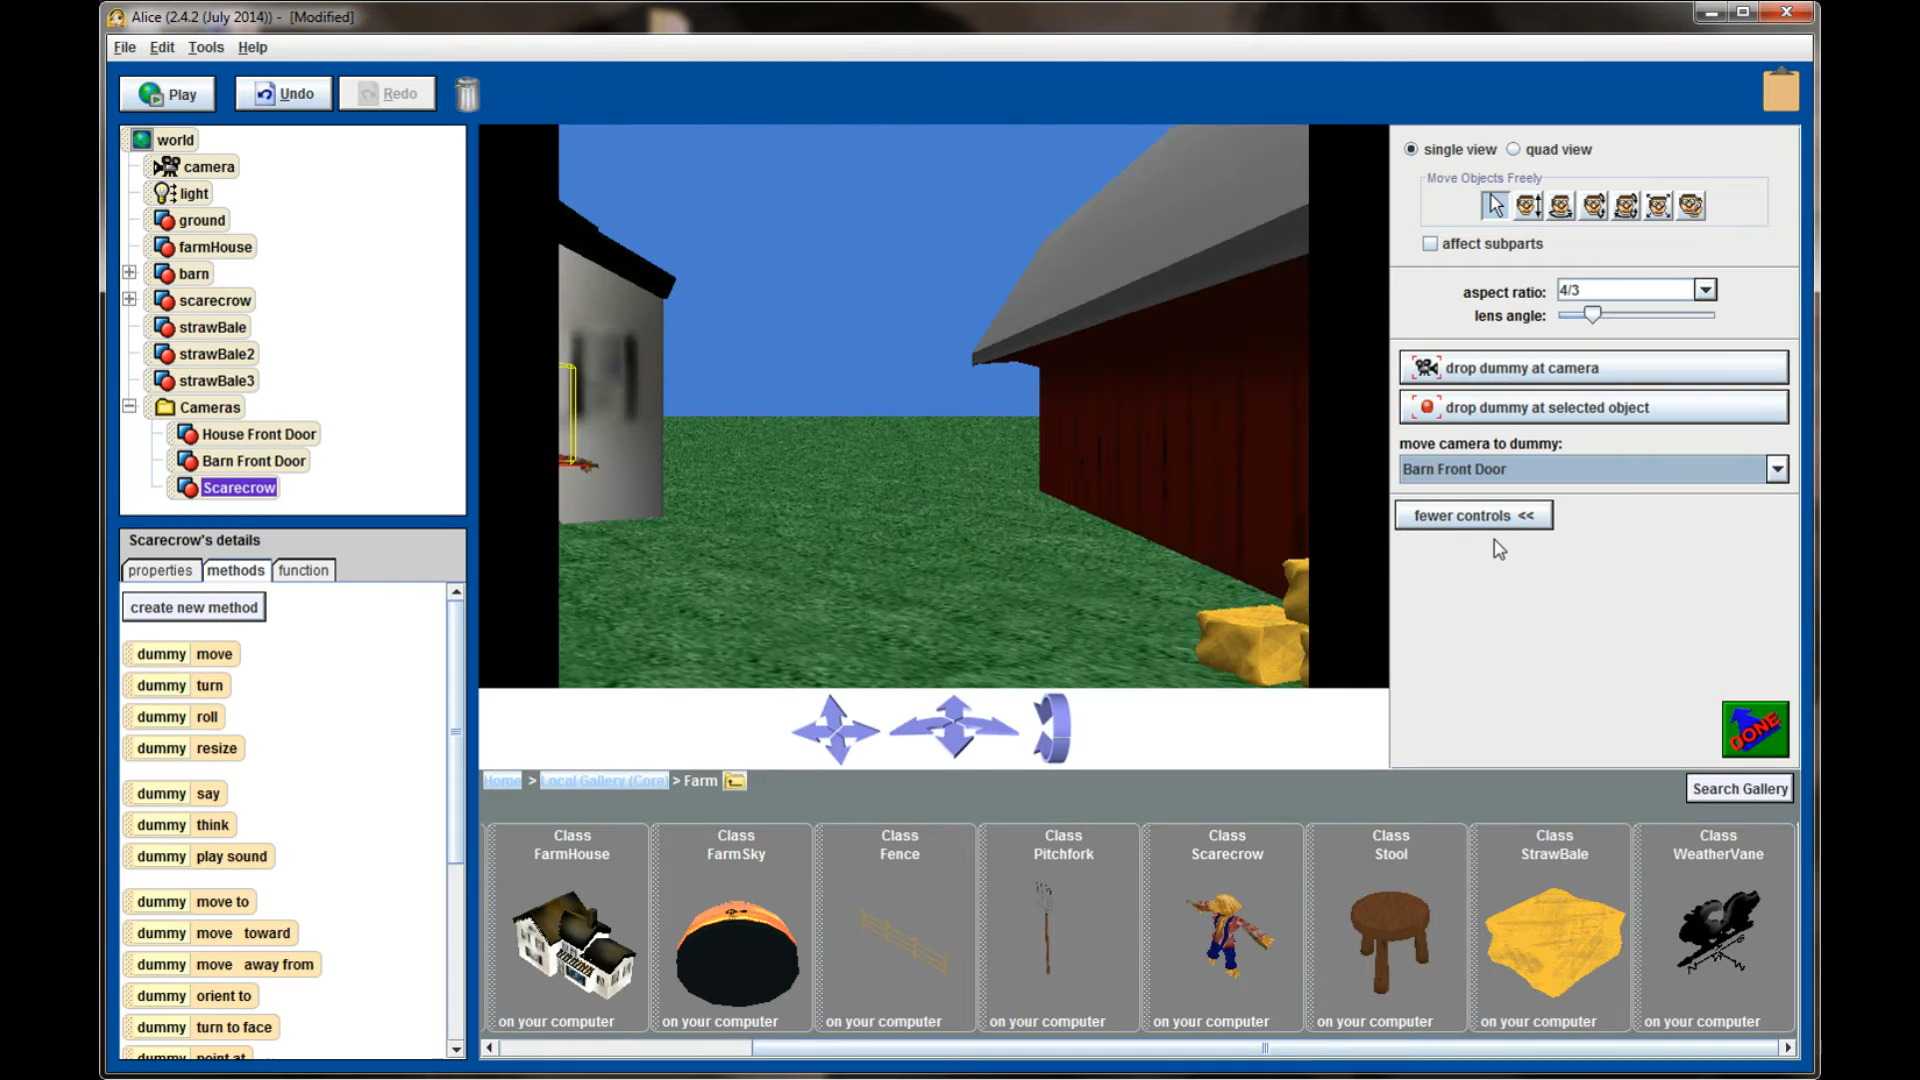 Alice (2.4.2 (July 2014)) - [Modified]
File Edit Tools Help
Play
Undo
Redo
world
camera
light
ground
farmHouse
barn
scarecrow
strawBale
strawBale2
strawBale3
Cameras
House Front Door
Barn Front Door
Scarecrow
Scarecrow's details
properties methods function
create new method
dummy move
dummy turn
dummy roll
dummy resize
dummy say
dummy think
dummy play sound
dummy move to
dummy move toward
dummy move away from
dummy orient to
dummy turn to face
dummy point at
single view quad view
Move Objects Freely
affect subparts
aspect ratio: 4/3
lens angle:
drop dummy at camera
drop dummy at selected object
move camera to dummy:
Barn Front Door
fewer controls <<
DONE
Home > Local Gallery (Core) > Farm
Search Gallery
Class
FarmHouse
on your computer
Class
FarmSky
on your computer
Class
Fence
on your computer
Class
Pitchfork
on your computer
Class
Scarecrow
on your computer
Class
Stool
on your computer
Class
StrawBale
on your computer
Class
WeatherVane
on your computer